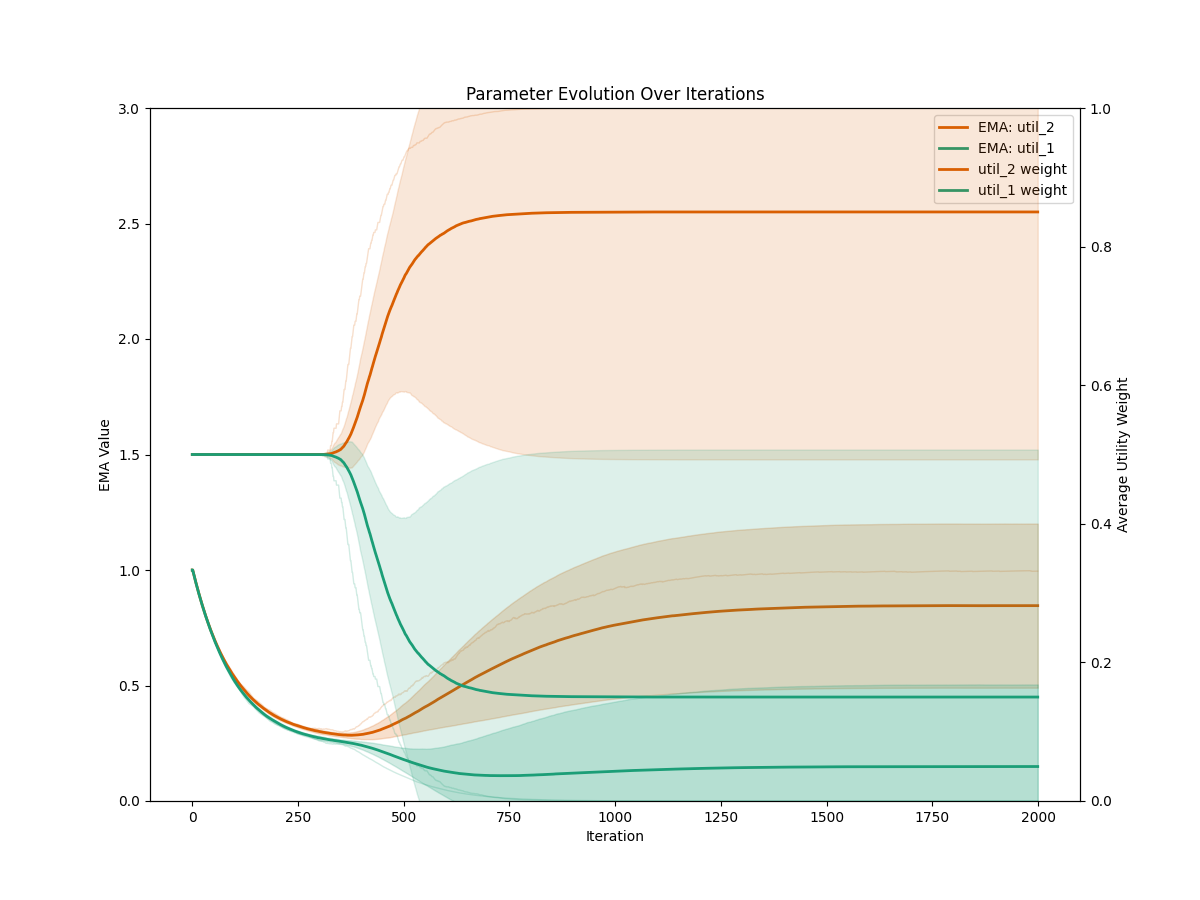 Parameter Evolution Over Iterations
EMA: util_2
EMA: util_1
util_2 weight
util_1 weight
EMA Value
3.0
2.5
2.0
1.5
1.0
0.5
0.0
1.0
0.8
0.6
0.4
0.2
0.0
Average Utility Weight
0
250
500
750
1000
1250
1500
1750
2000
Iteration